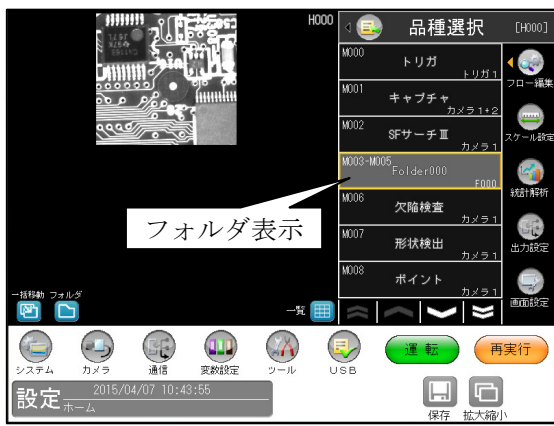 H000
品種選択
[H000]
M000
トリガ
トリガ1
M001
キャプチャ
カメラ1+2
M002
SFサーチⅢ
カメラ1
M003-M005
Folder000
F000
M006
欠陥検査
カメラ1
M007
形状検出
カメラ1
M008
ポイント
カメラ1
フロー編集
スケール設定
統計解析
出力設定
画面設定
フォルダ表示
一括移動 フォルダ
一覧
システム
カメラ
通信
変数設定
ツール
USB
運転
再実行
設定
2015/04/07 10:43:55
ホーム
保存
拡大縮小